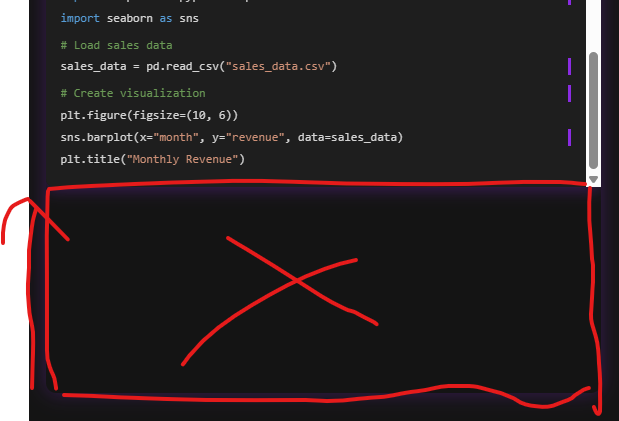 import seaborn as sns
# Load sales data
sales_data = pd.read_csv("sales_data.csv")
# Create visualization
plt.figure(figsize=(10, 6))
sns.barplot(x="month", y="revenue", data=sales_data)
plt.title("Monthly Revenue")